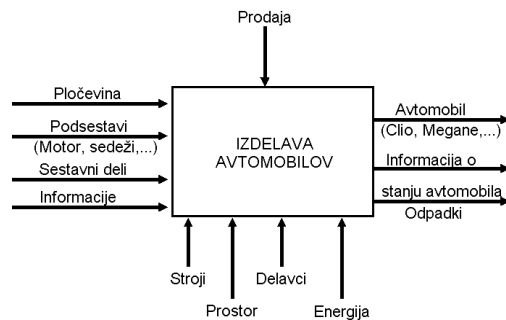 Prodaja
Pločevina
Podsestavi
(Motor, sedeži,...)
Sestavni deli
Informacije
IZDELAVA
AVTOMOBILOV
Avtomobil
(Clio, Megane,...)
Informacija o
stanju avtomobila
Odpadki
Stroji
Delavci
Prostor
Energija